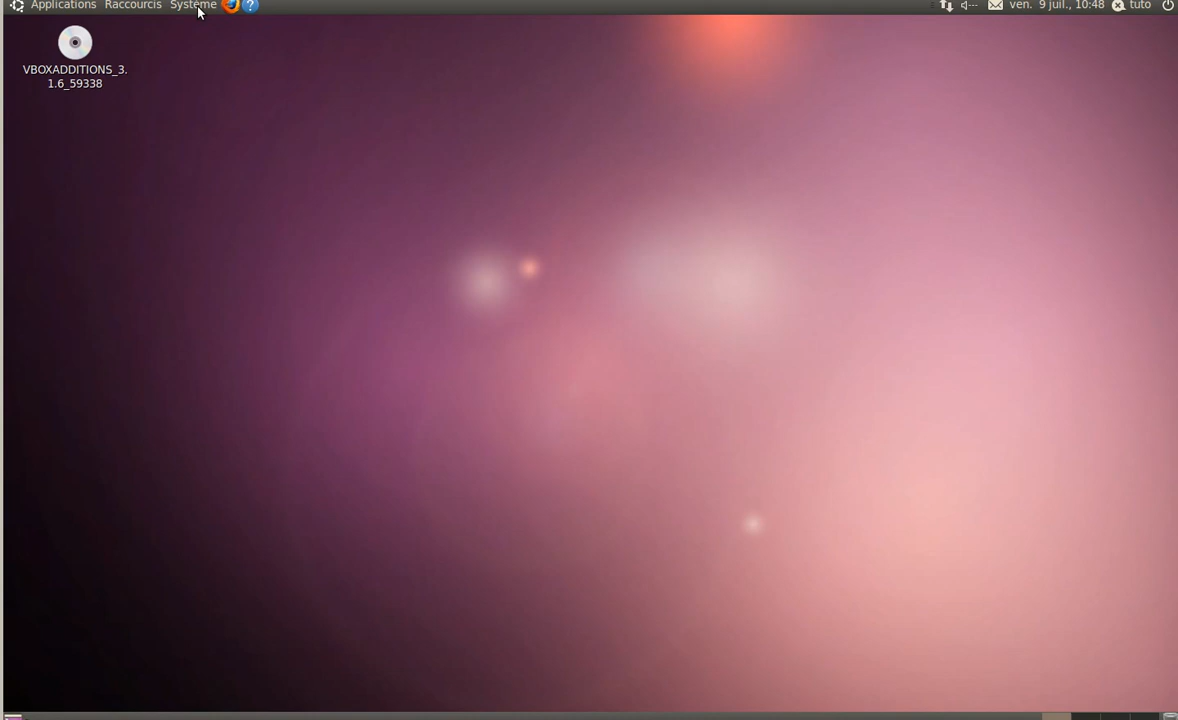 Applications Raccourcis Système ven. 9 juil., 10:48 tuto
VBOXADDITIONS_3.
1.6_59338